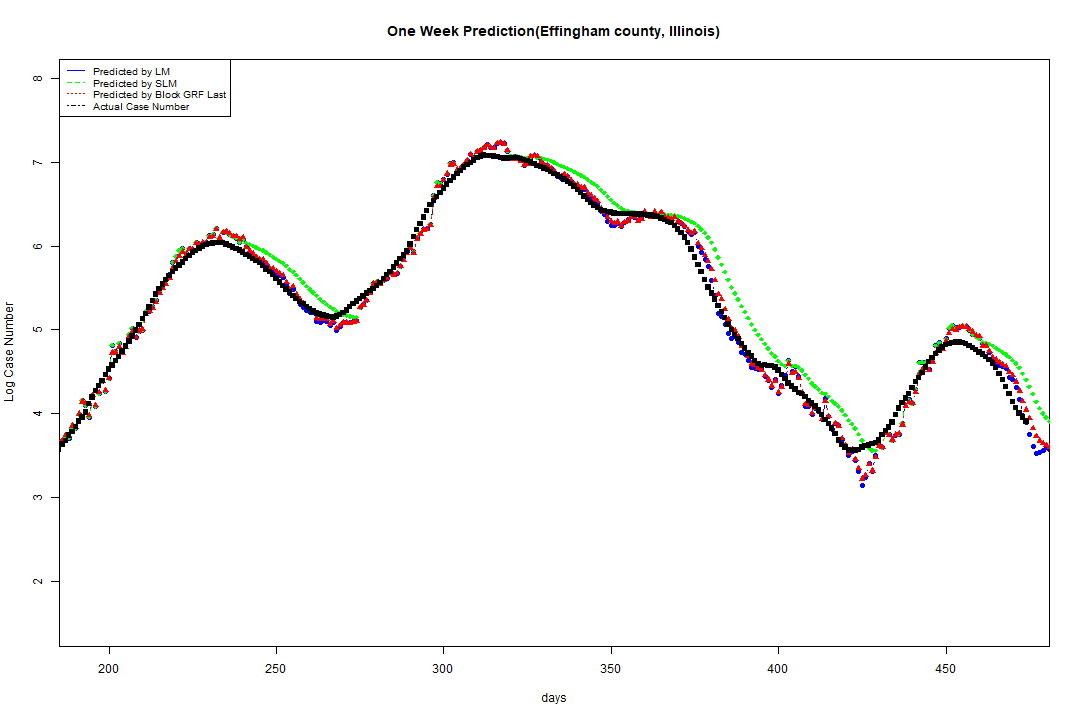 One Week Prediction(Effingham county, Illinois)
Predicted by LM
Predicted by SLM
Predicted by Block GRF Last
Actual Case Number
8
7
6
5
4
3
2
Log Case Number
200 250 300 350 400 450
days